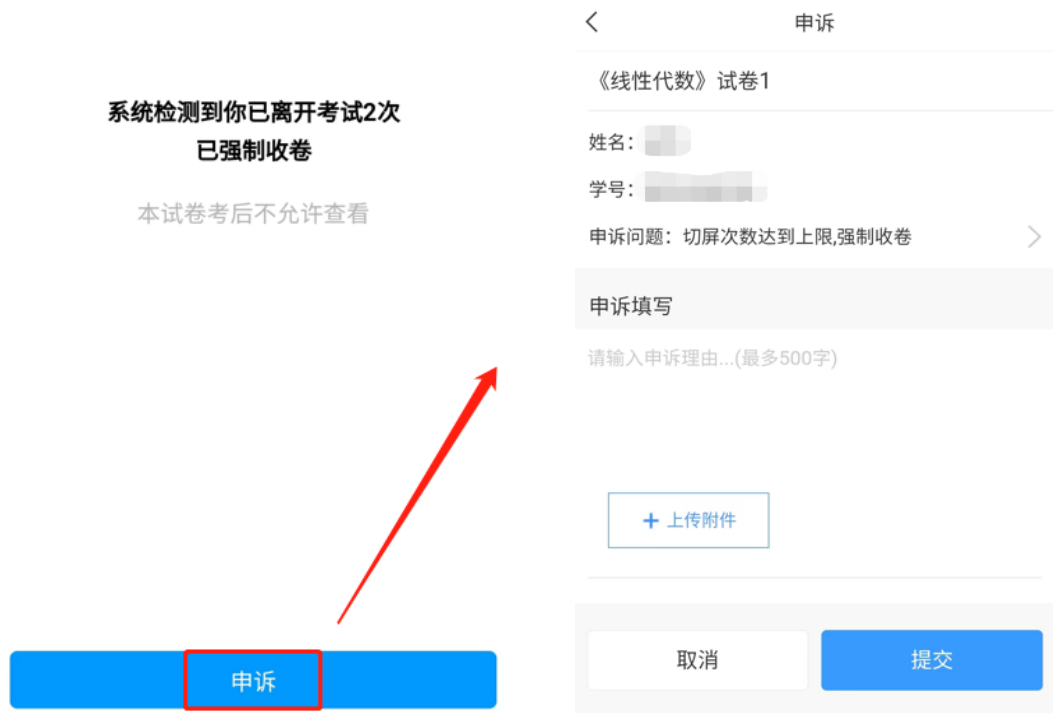 系统检测到你已离开考试2次
已强制收卷
本试卷考后不允许查看
申诉
申诉
《线性代数》试卷1
姓名：
学号：
申诉问题：切屏次数达到上限,强制收卷
申诉填写
请输入申诉理由...(最多500字)
+ 上传附件
取消
提交